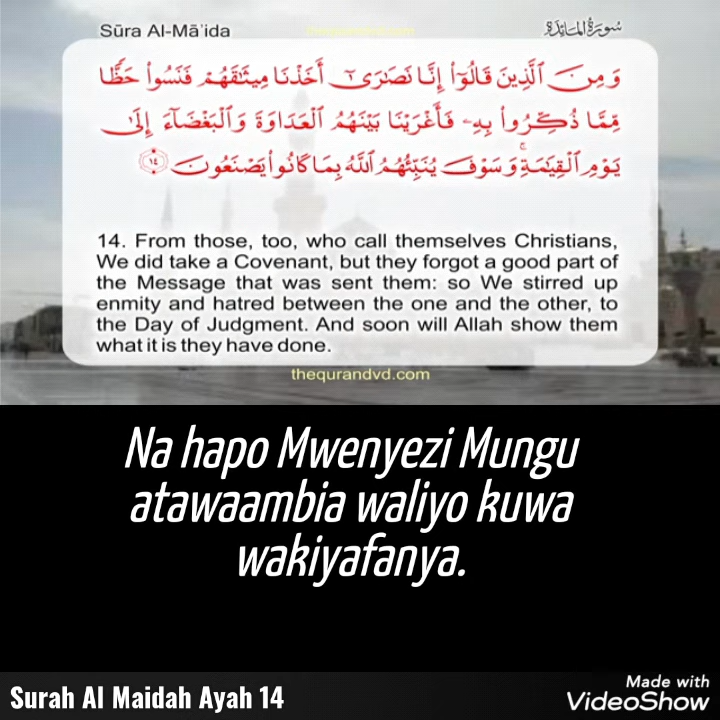 Sūra Al-Mā'ida
thequrandvd.com
سُورَةُ المَائدَة
وَمِنَ ٱلَّذِينَ قَالُوٓا۟ إِنَّا نَصَـٰرَىٰٓ أَخَذْنَا مِيثَـٰقَهُمْ فَنَسُوا۟ حَظًّا
مِّمَّا ذُكِّرُوا۟ بِهِۦ فَأَغْرَيْنَا بَيْنَهُمُ ٱلْعَدَاوَةَ وَٱلْبَغْضَآءَ إِلَىٰ
يَوْمِ ٱلْقِيَـٰمَةِ ۚ وَسَوْفَ يُنَبِّئُهُمُ ٱللَّهُ بِمَا كَانُوا۟ يَصْنَعُونَ ١٤
14. From those, too, who call themselves Christians,
We did take a Covenant, but they forgot a good part of
the Message that was sent them: so We stirred up
enmity and hatred between the one and the other, to
the Day of Judgment. And soon will Allah show them
what it is they have done.
thequrandvd.com
Na hapo Mwenyezi Mungu
atawaambia waliyo kuwa
wakiyafanya.
Surah Al Maidah Ayah 14
Made with
VideoShow